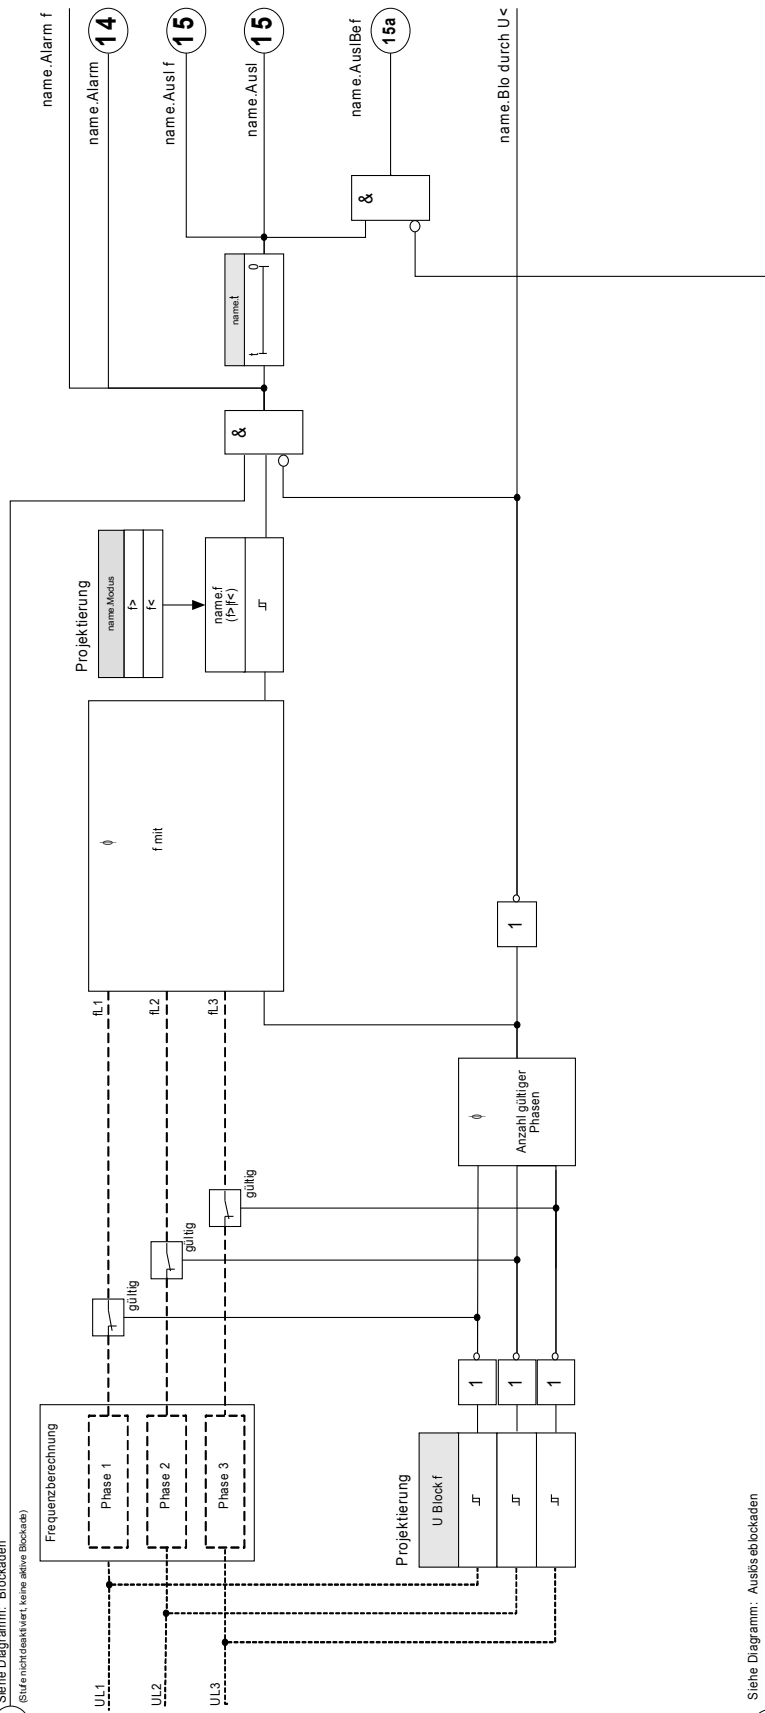 Siehe Diagramm: Blockaden
(Stufe nicht deaktiviert, keine aktive Blockade)
Frequenzberechnung
Phase 1
Phase 2
Phase 3
UL1
UL2
UL3
gültig
gültig
gültig
fL1
fL2
fL3
f mit
Projektierung
name.Modus
f>
f<
name.f
(f>|f<)
&
name.t
t
0
name.Alarm f
name.Alarm
14
name.Ausl f
15
name.Ausl
15
&
name.AuslBef
15a
name.Blo durch U<
Projektierung
U Block f
1
1
1
Anzahl gültiger
Phasen
1
Siehe Diagramm: Auslöseblockaden